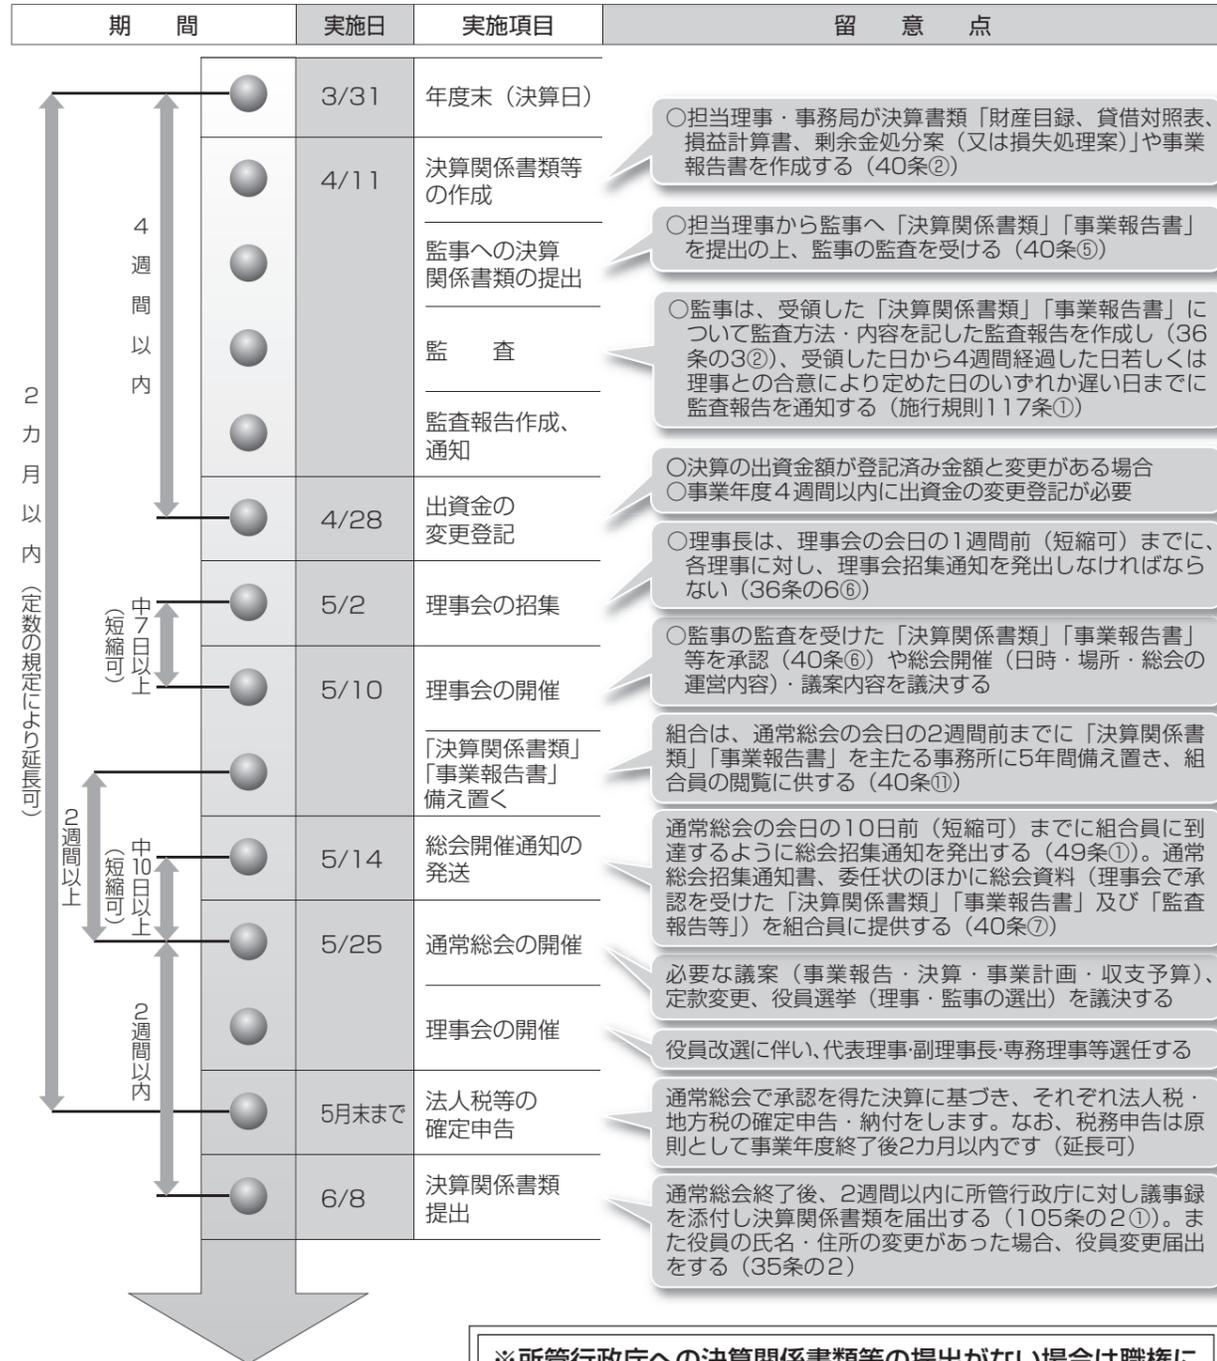 期　間
実施日
実施項目
留　意　点
3/31
年度末（決算日）
4/11
決算関係書類等
の作成
○担当理事・事務局が決算書類「財産目録、貸借対照表、
損益計算書、剰余金処分案（又は損失処理案）」や事業
報告書を作成する（40条②）
監事への決算
関係書類の提出
○担当理事から監事へ「決算関係書類」「事業報告書」
を提出の上、監事の監査を受ける（40条⑤）
監　査
○監事は、受領した「決算関係書類」「事業報告書」に
ついて監査方法・内容を記した監査報告を作成し（36
条の3②）、受領した日から4週間経過した日若しくは
理事との合意により定めた日のいずれか遅い日までに
監査報告を通知する（施行規則117条①）
監査報告作成、
通知
4/28
出資金の
変更登記
○決算の出資金額が登記済み金額と変更がある場合
○事業年度４週間以内に出資金の変更登記が必要
5/2
理事会の招集
○理事長は、理事会の会日の1週間前（短縮可）までに、
各理事に対し、理事会招集通知を発出しなければなら
ない（36条の6⑥）
5/10
理事会の開催
○監事の監査を受けた「決算関係書類」「事業報告書」
等を承認（40条⑥）や総会開催（日時・場所・総会の
運営内容）・議案内容を議決する
「決算関係書類」
「事業報告書」
備え置く
組合は、通常総会の会日の2週間前までに「決算関係書
類」「事業報告書」を主たる事務所に5年間備え置き、組
合員の閲覧に供する（40条⑪）
5/14
総会開催通知の
発送
通常総会の会日の10日前（短縮可）までに組合員に到
達するように総会招集通知を発出する（49条①）。通常
総会招集通知書、委任状のほかに総会資料（理事会で承
認を受けた「決算関係書類」「事業報告書」及び「監査
報告等」）を組合員に提供する（40条⑦）
5/25
通常総会の開催
必要な議案（事業報告・決算・事業計画・収支予算）、
定款変更、役員選挙（理事・監事の選出）を議決する
理事会の開催
役員改選に伴い、代表理事・副理事長・専務理事等選任する
5月末まで
法人税等の
確定申告
通常総会で承認を得た決算に基づき、それぞれ法人税・
地方税の確定申告・納付をします。なお、税務申告は原
則として事業年度終了後2カ月以内です（延長可）
6/8
決算関係書類
提出
通常総会終了後、2週間以内に所管行政庁に対し議事録
を添付し決算関係書類を届出する（105条の２①）。ま
た役員の氏名・住所の変更があった場合、役員変更届出
をする（35条の２）
２カ月以内（定数の規定により延長可）
４週間以内
中７日以上
（短縮可）
２週間以上
中10日以上
（短縮可）
２週間以内
※所管行政庁への決算関係書類等の提出がない場合は職権に